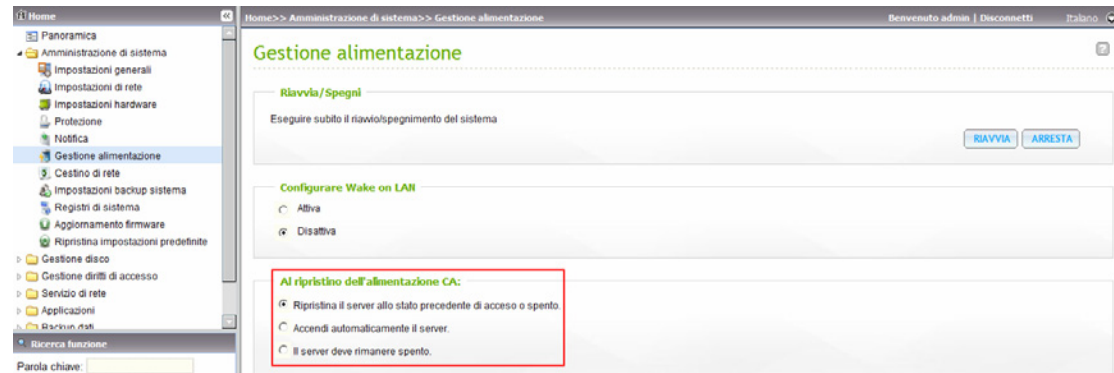 Home
Home>> Amministrazione di sistema>> Gestione alimentazione
Benvenuto admin | Disconnetti
Italano
Panoramica
Amministrazione di sistema
Impostazioni generali
Impostazioni di rete
Impostazioni hardware
Protezione
Notifica
Gestione alimentazione
Cestino di rete
Impostazioni backup sistema
Registri di sistema
Aggiornamento firmware
Ripristina impostazioni predefinite
Gestione disco
Gestione diritti di accesso
Servizio di rete
Applicazioni
Backup dati
Ricerca funzione
Parola chiave:
Gestione alimentazione
Riavvia/Spegni
Eseguire subito il riavvio/spegnimento del sistema
RIAVVIA
ARRESTA
Configurare Wake on LAN
Attiva
Disattiva
Al ripristino dell'alimentazione CA:
Ripristina il server allo stato precedente di acceso o spento.
Accendi automaticamente il server.
Il server deve rimanere spento.